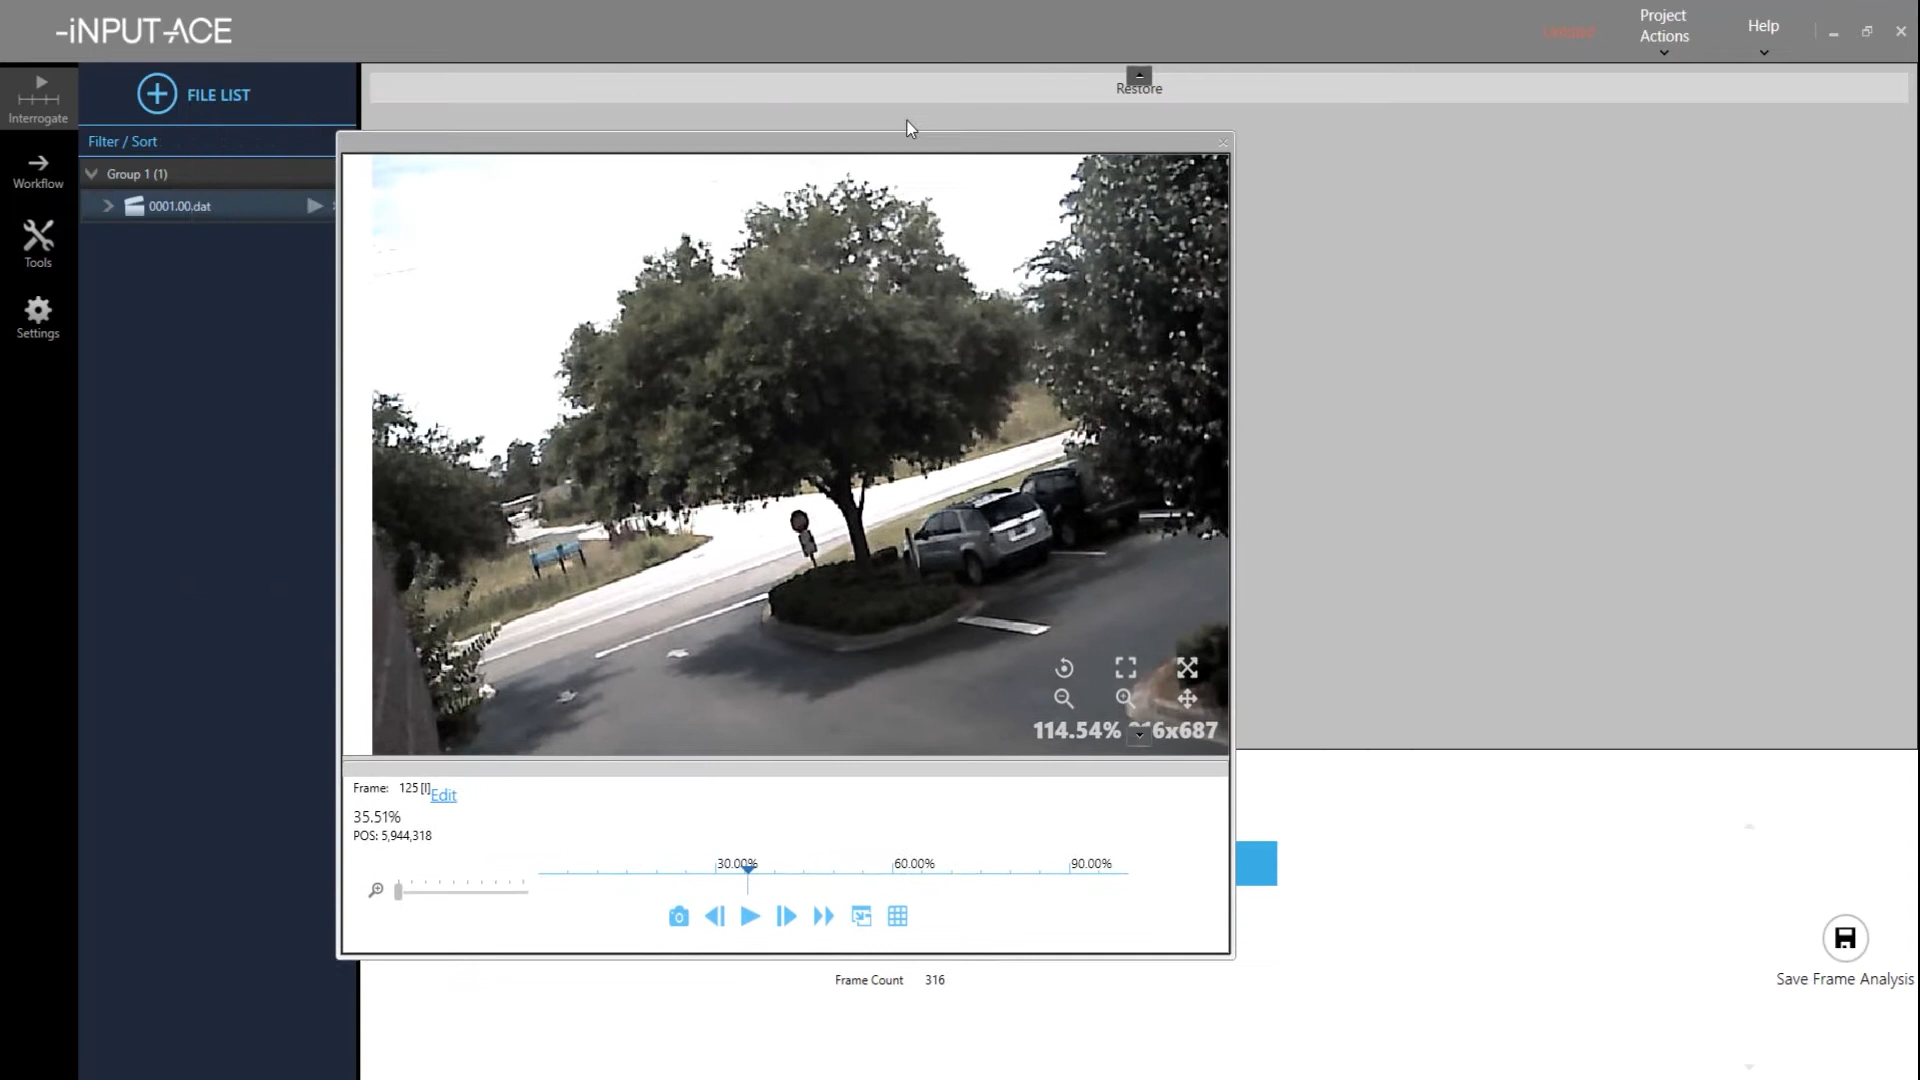 -iNPUT-ACE
Project Actions
Help
Interrogate
FILE LIST
Restore
Filter / Sort
Workflow
Group 1 (1)
0001.00.dat
Tools
Settings
114.54%
6x687
Frame: 125 [I] Edit
35.51%
POS: 5,944,318
30.00% 60.00% 90.00%
Frame Count 316
Save Frame Analysis